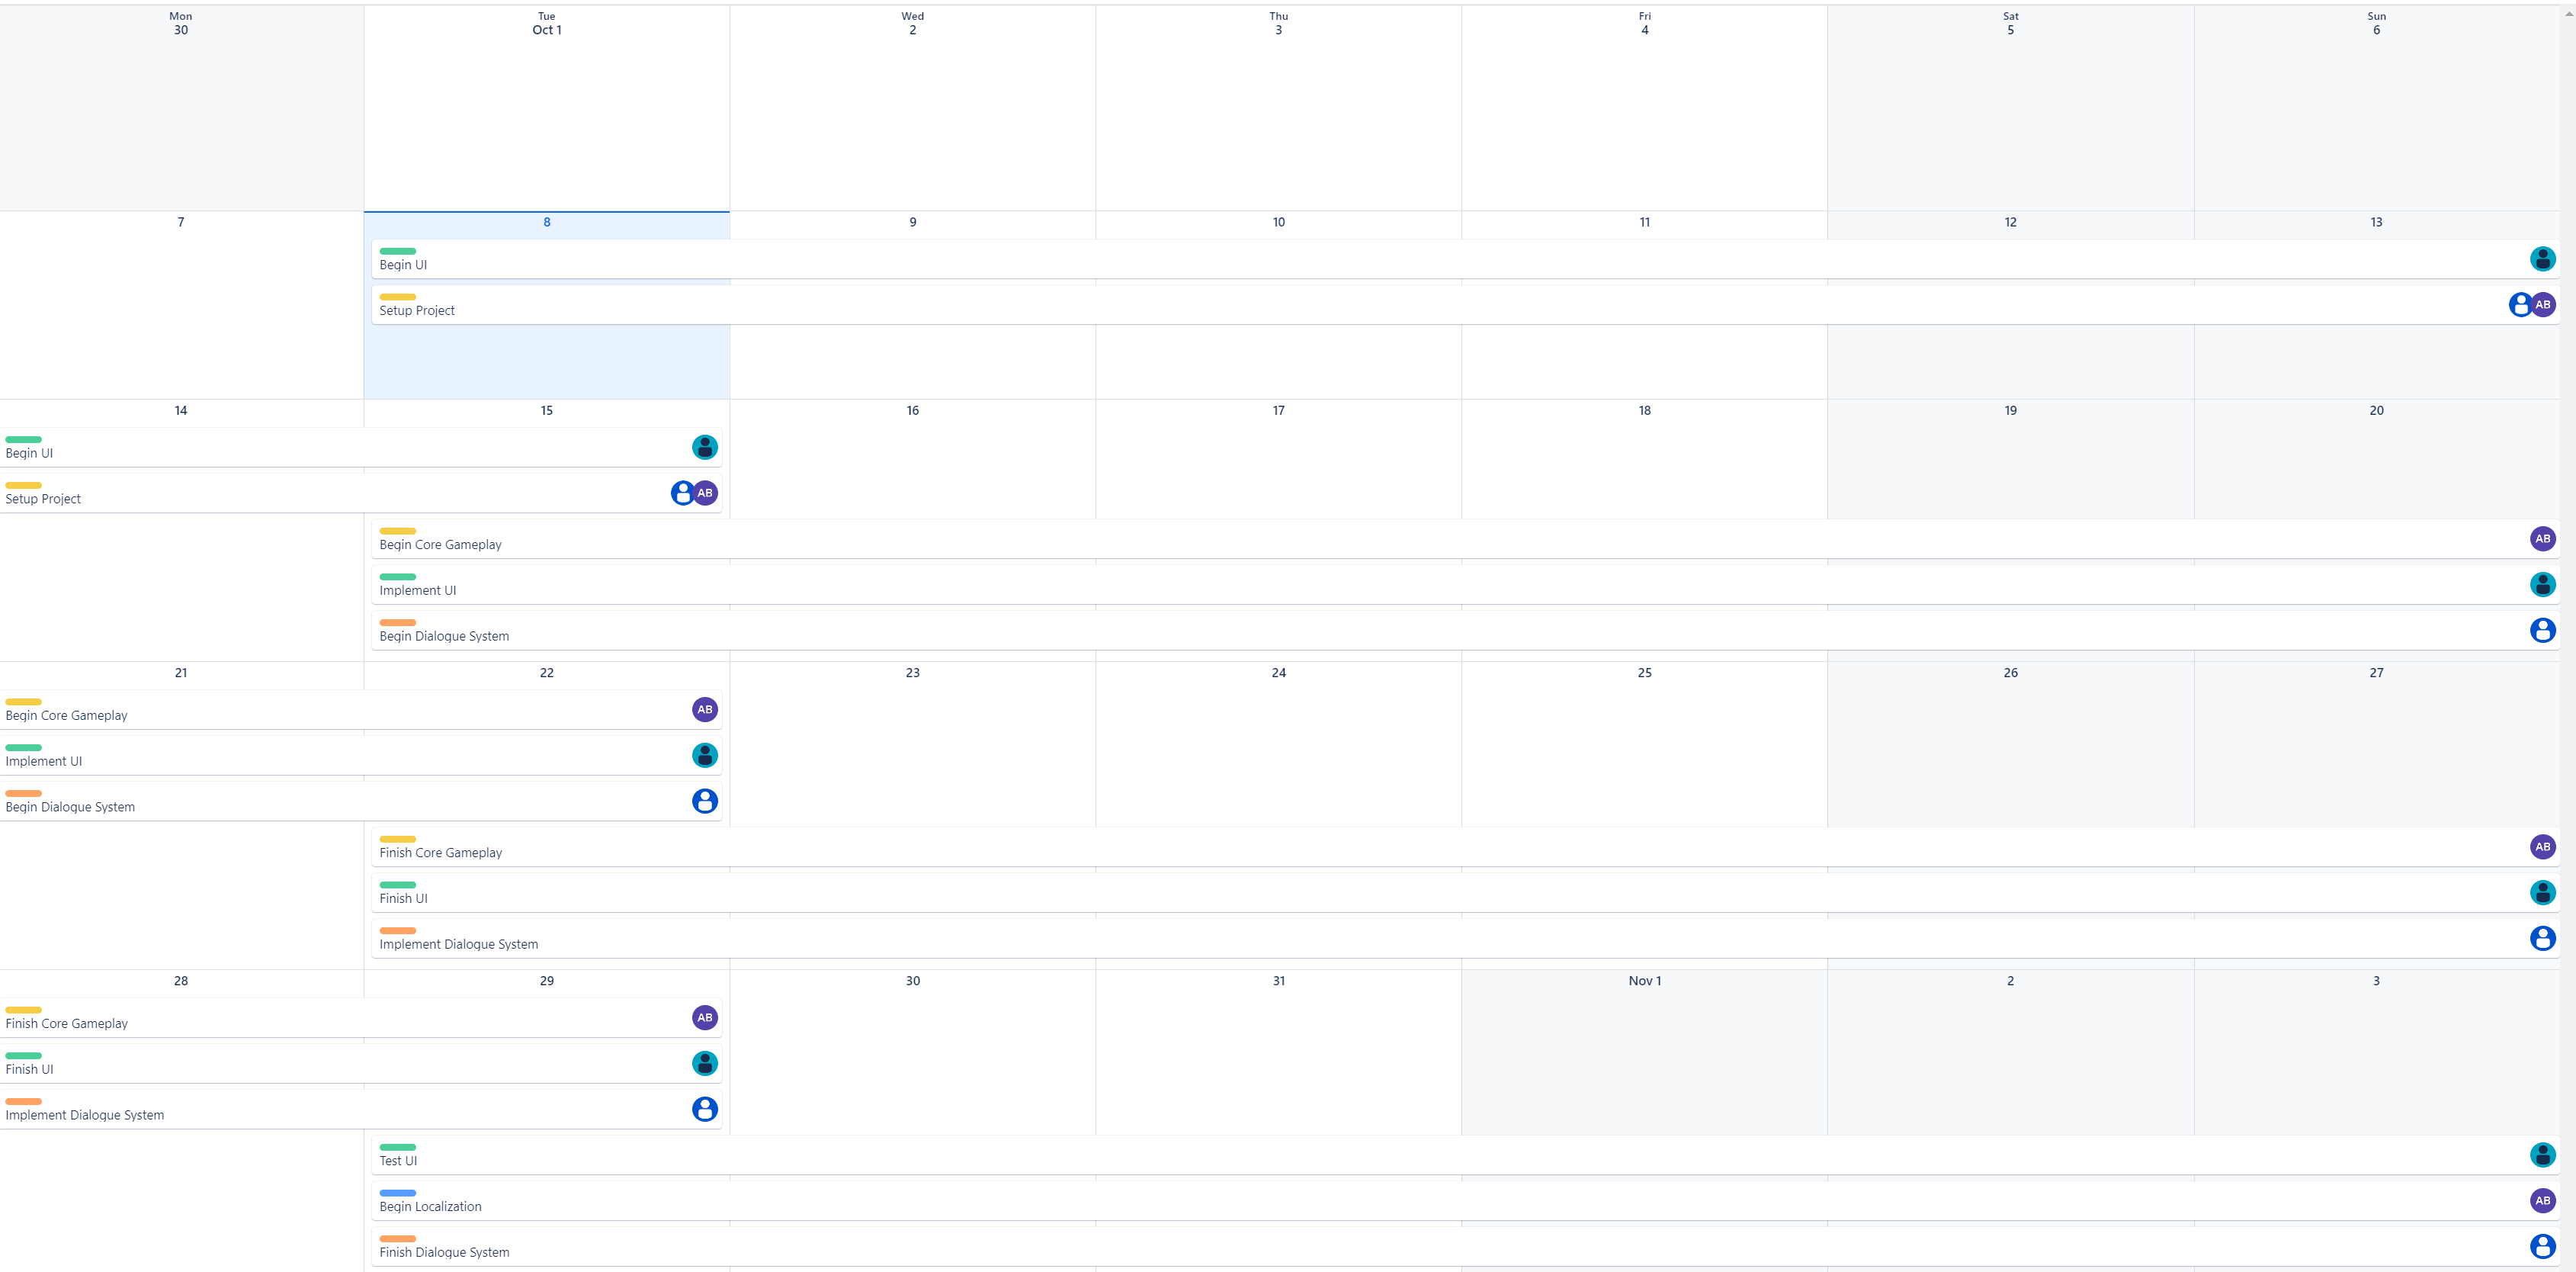 Mon Tue Wed Thu Fri Sat Sun
30 Oct 1 2 3 4 5 6
7 8 9 10 11 12 13
Begin UI
Setup Project AB
14 15 16 17 18 19 20
Begin UI
Setup Project AB
Begin Core Gameplay AB
Implement UI
Begin Dialogue System
21 22 23 24 25 26 27
Begin Core Gameplay AB
Implement UI
Begin Dialogue System
Finish Core Gameplay AB
Finish UI
Implement Dialogue System
28 29 30 31 Nov 1 2 3
Finish Core Gameplay AB
Finish UI
Implement Dialogue System
Test UI
Begin Localization AB
Finish Dialogue System